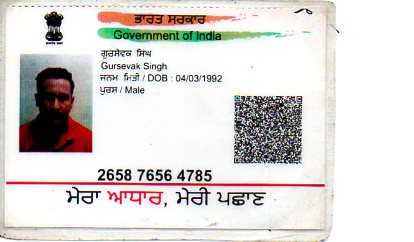 ਭਾਰਤ ਸਰਕਾਰ
Government of India
ਗੁਰਸੇਵਕ ਸਿੰਘ
Gursevak Singh
ਜਨਮ ਮਿਤੀ / DOB : 04/03/1992
ਪੁਰਸ਼ / Male
2658 7656 4785
ਮੇਰਾ ਆਧਾਰ, ਮੇਰੀ ਪਛਾਣ